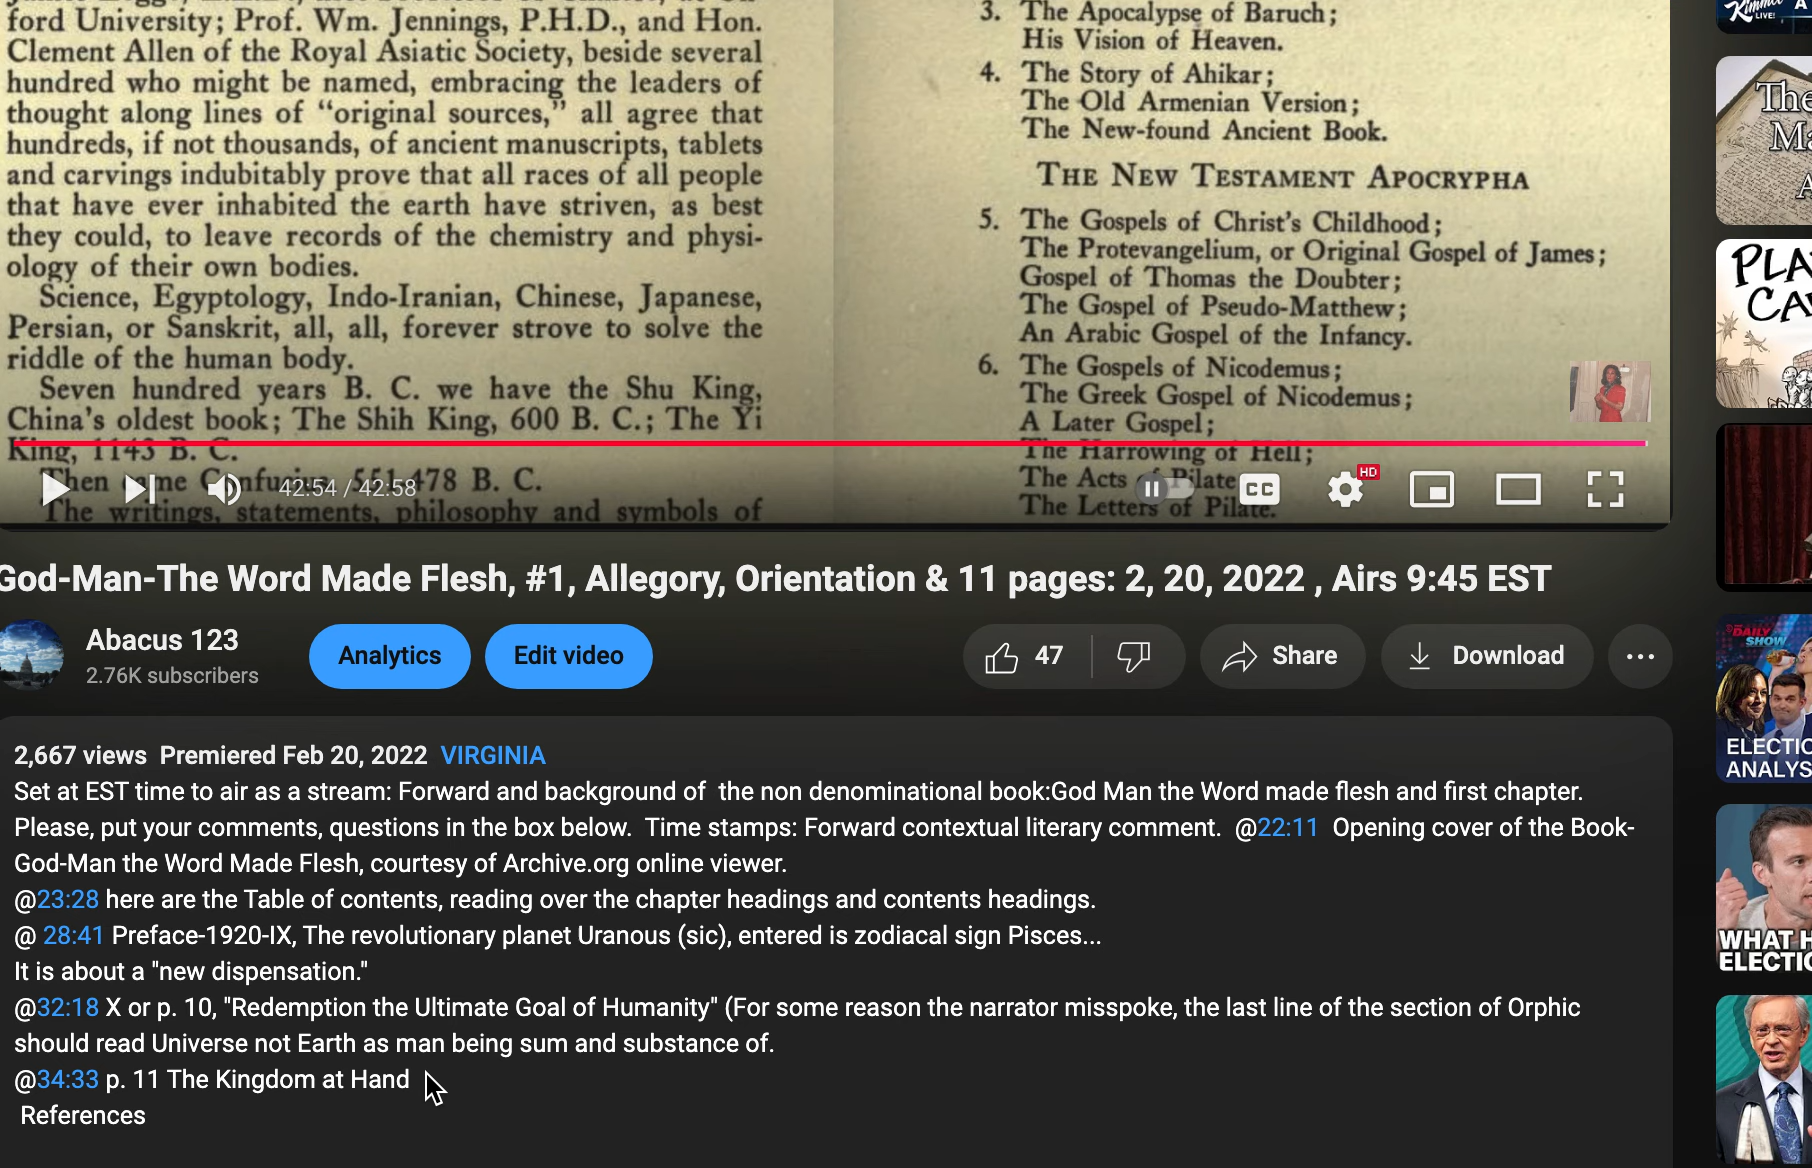 ford University; Prof. Wm. Jennings, P.H.D., and Hon.
Clement Allen of the Royal Asiatic Society, beside several
hundred who might be named, embracing the leaders of
thought along lines of “original sources,” all agree that
hundreds, if not thousands, of ancient manuscripts, tablets
and carvings indubitably prove that all races of all people
that have ever inhabited the earth have striven, as best
they could, to leave records of the chemistry and physi-
ology of their own bodies.
Science, Egyptology, Indo-Iranian, Chinese, Japanese,
Persian, or Sanskrit, all, all, forever strove to solve the
riddle of the human body.
Seven hundred years B. C. we have the Shu King,
China's oldest book; The Shih King, 600 B. C.; The Yi
King, 1143 B. C.
Then came Confucius 551-478 B. C.
The writings, statements, philosophy and symbols of
3. The Apocalypse of Baruch;
His Vision of Heaven.
4. The Story of Ahikar;
The Old Armenian Version;
The New-found Ancient Book.
THE NEW TESTAMENT APOCRYPHA
5. The Gospels of Christ's Childhood;
The Protevangelium, or Original Gospel of James;
Gospel of Thomas the Doubter;
The Gospel of Pseudo-Matthew;
An Arabic Gospel of the Infancy.
6. The Gospels of Nicodemus;
The Greek Gospel of Nicodemus;
A Later Gospel;
The Harrowing of Hell;
The Acts of Pilate
The Letters of Pilate.
42:54 / 42:58
CC
HD
God-Man-The Word Made Flesh, #1, Allegory, Orientation & 11 pages: 2, 20, 2022 , Airs 9:45 EST
Abacus 123
2.76K subscribers
Analytics
Edit video
47
Share
Download
2,667 views Premiered Feb 20, 2022 VIRGINIA
Set at EST time to air as a stream: Forward and background of the non denominational book:God Man the Word made flesh and first chapter.
Please, put your comments, questions in the box below. Time stamps: Forward contextual literary comment. @22:11 Opening cover of the Book-
God-Man the Word Made Flesh, courtesy of Archive.org online viewer.
@23:28 here are the Table of contents, reading over the chapter headings and contents headings.
@ 28:41 Preface-1920-IX, The revolutionary planet Uranous (sic), entered is zodiacal sign Pisces...
It is about a "new dispensation."
@32:18 X or p. 10, "Redemption the Ultimate Goal of Humanity" (For some reason the narrator misspoke, the last line of the section of Orphic
should read Universe not Earth as man being sum and substance of.
@34:33 p. 11 The Kingdom at Hand
References
Kimmel
LIVE!
A
The
Ma
A
PLA
CA
DAILY
SHOW
ELECTIO
ANALYS
WHAT H
ELECTIO